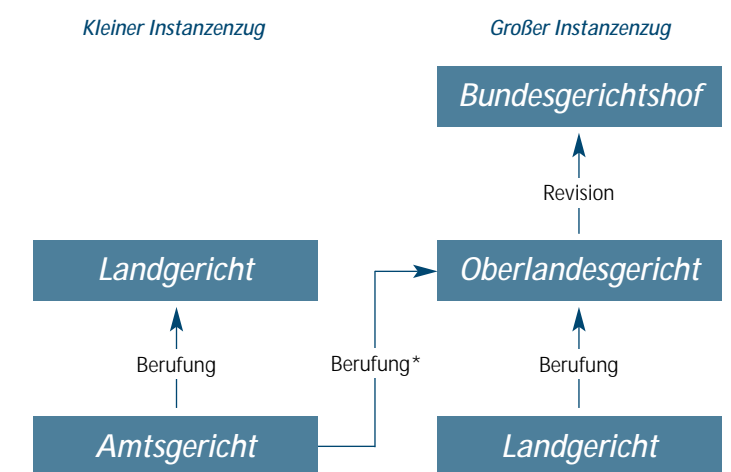 Kleiner Instanzenzug
Großer Instanzenzug
Bundesgerichtshof
Revision
Landgericht
Oberlandesgericht
Berufung
Berufung*
Berufung
Amtsgericht
Landgericht